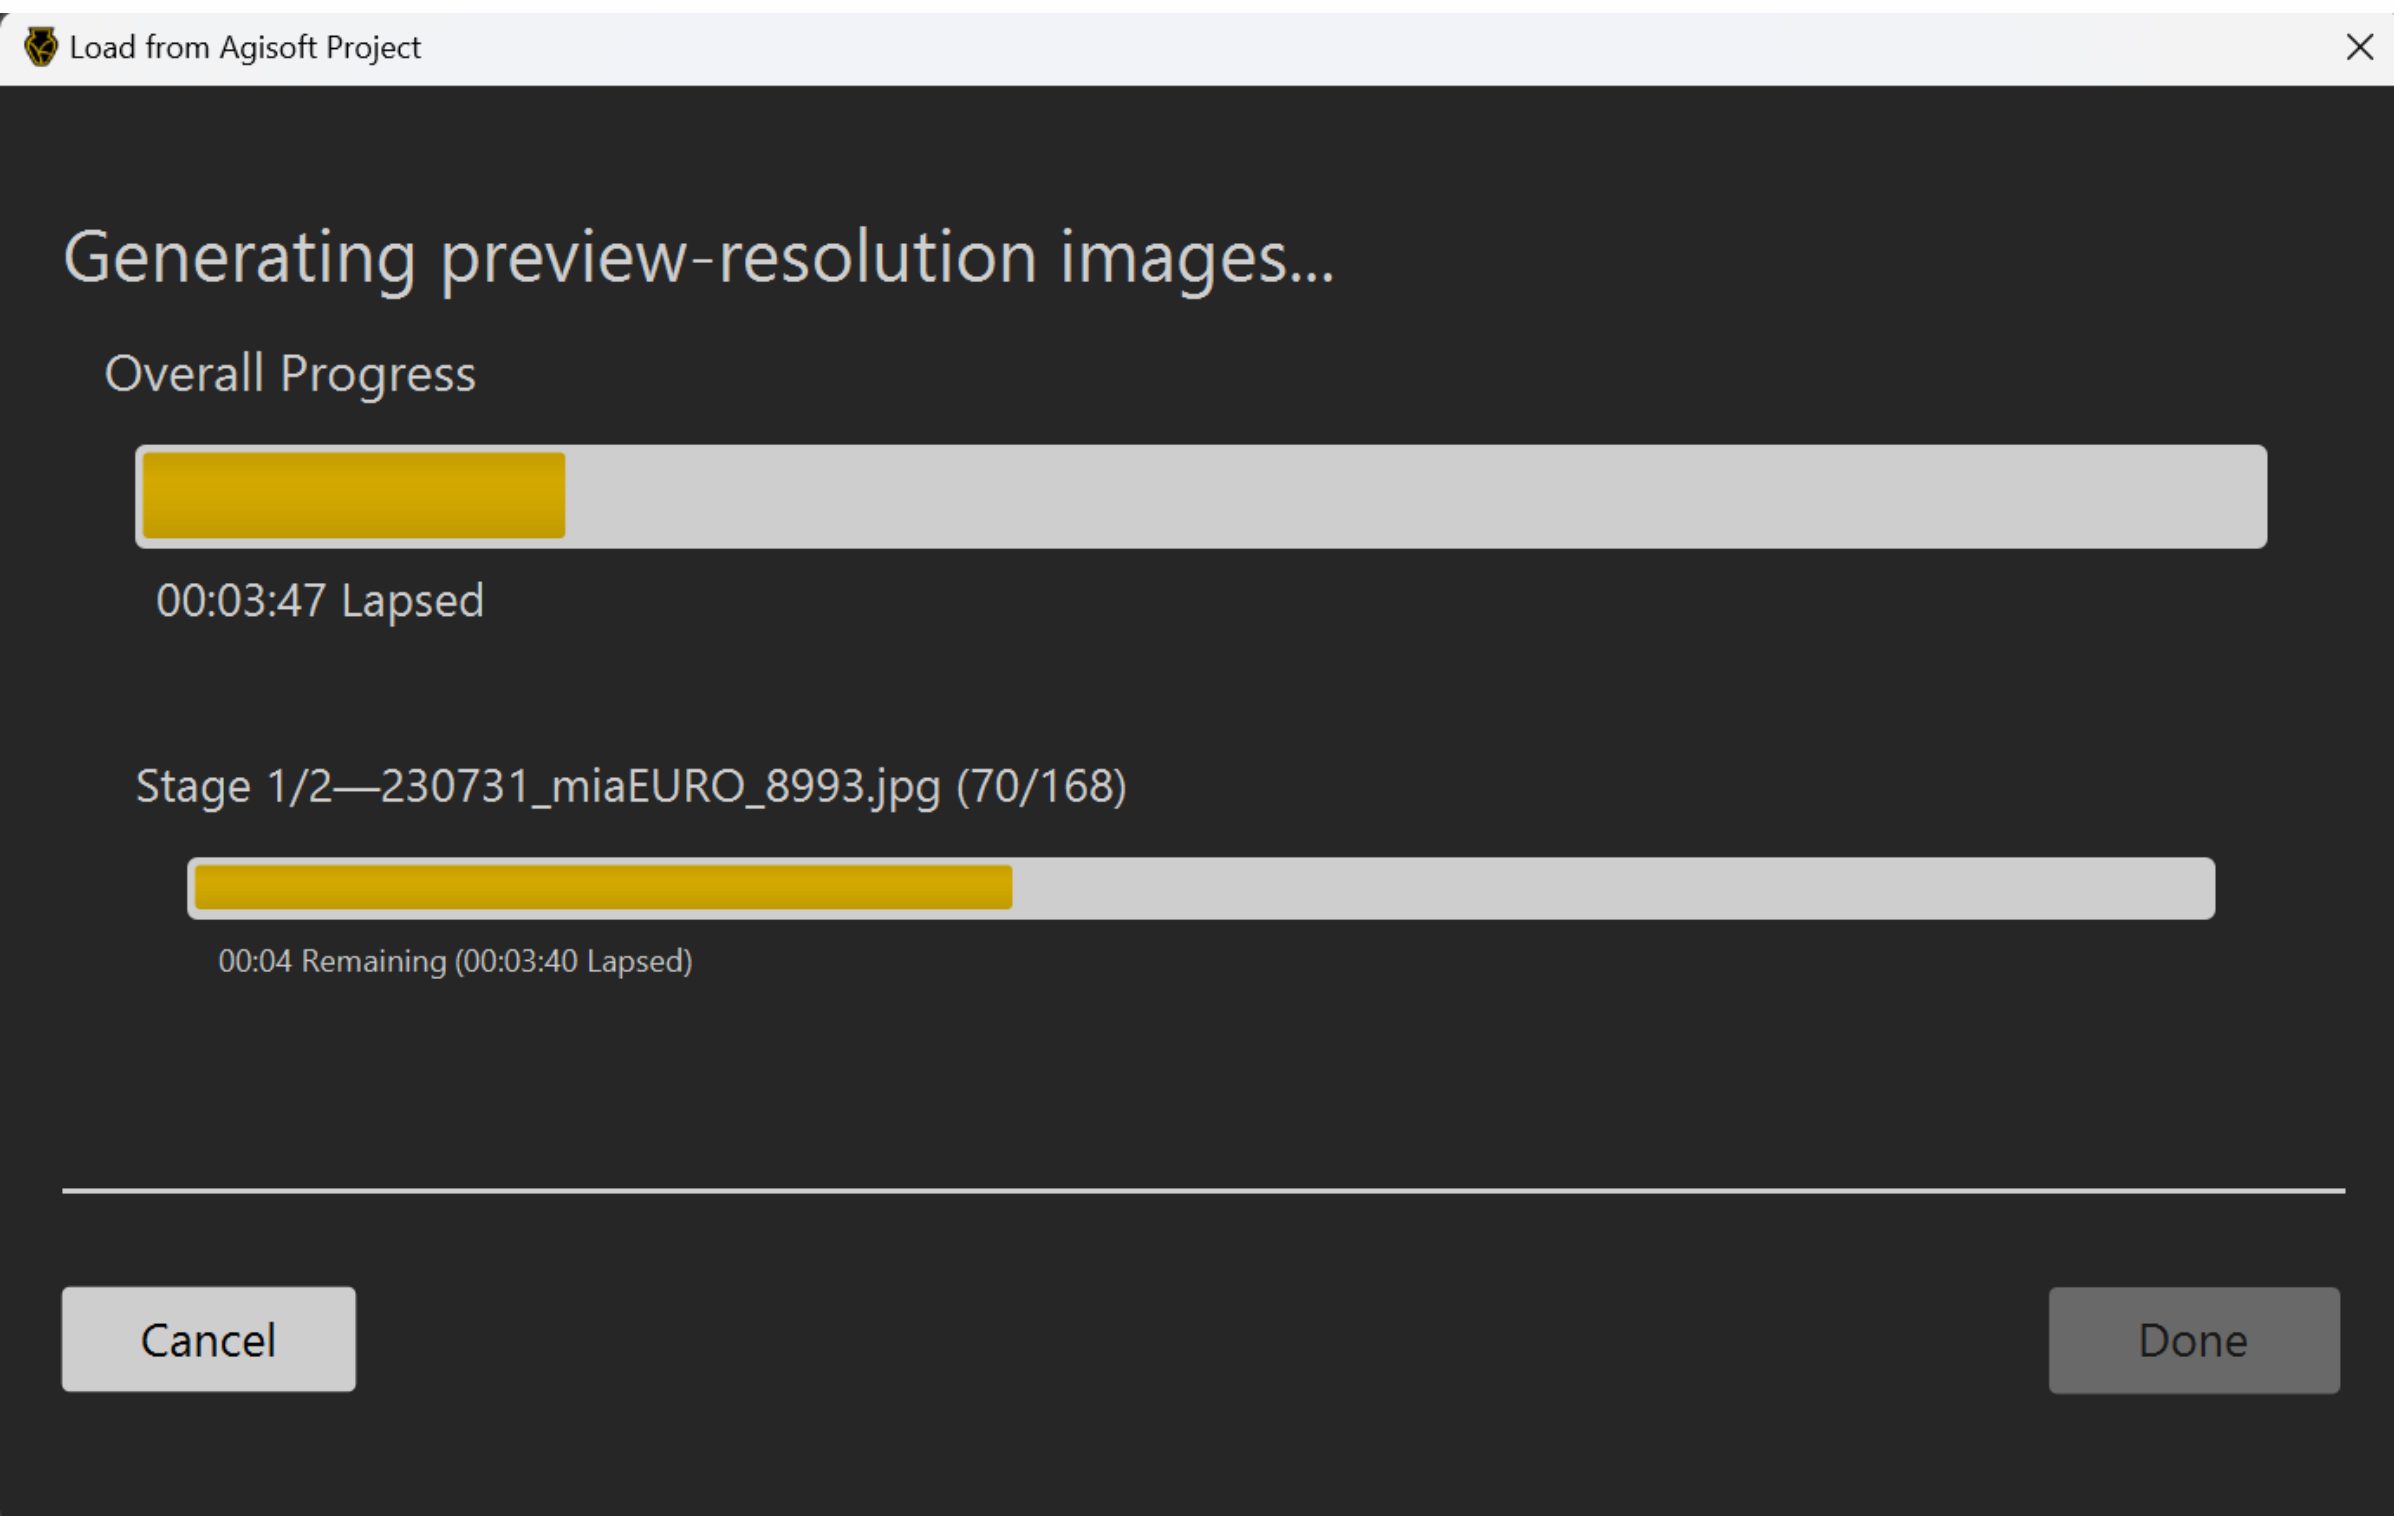 Load from Agisoft Project
Generating preview-resolution images...
Overall Progress
00:03:47 Lapsed
Stage 1/2—230731_miaEURO_8993.jpg (70/168)
00:04 Remaining (00:03:40 Lapsed)
Cancel
Done